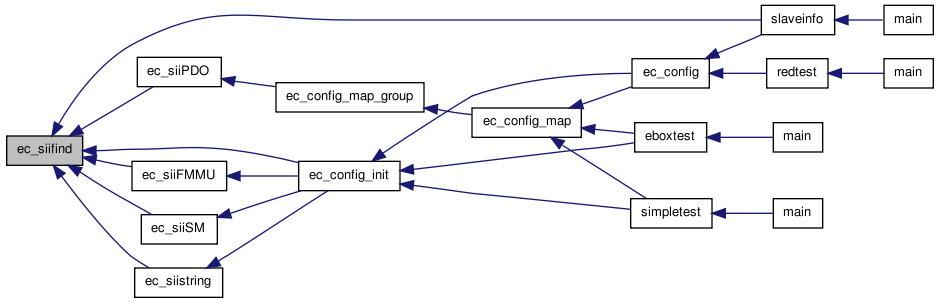 slaveinfo
main
ec_siiPDO
ec_config
redtest
main
ec_config_map_group
ec_config_map
ec_siifind
eboxtest
main
ec_siiFMMU
ec_config_init
simpletest
main
ec_siiSM
ec_siistring